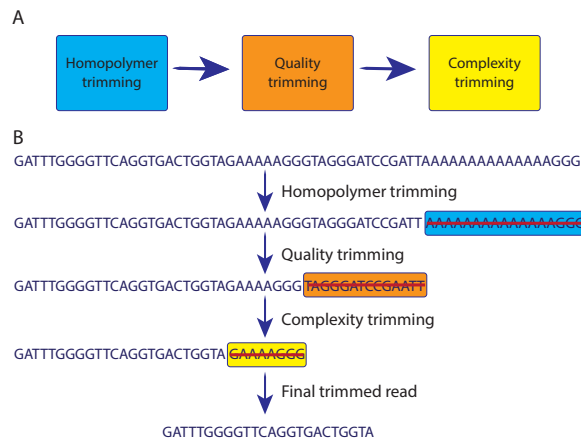 A
Homopolymer trimming
Quality trimming
Complexity trimming
B
GATTTGGGGTTCAGGTGACTGGTAGAAAAAGGGTAGGGATCCGATTAAAAAAAAAAAAAAAGGG
Homopolymer trimming
GATTTGGGGTTCAGGTGACTGGTAGAAAAAGGGTAGGGATCCGATT AAAAAAAAAAAAAAAGGG
Quality trimming
GATTTGGGGTTCAGGTGACTGGTAGAAAAGGG TAGGGATCCGAATT
Complexity trimming
GATTTGGGGTTCAGGTGACTGGTA GAAAAGGG
Final trimmed read
GATTTGGGGTTCAGGTGACTGGTA